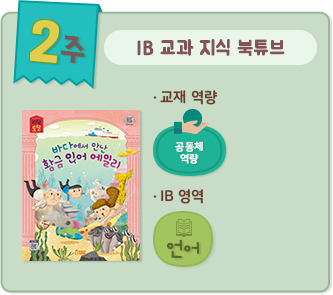 2주
IB 교과 지식 북튜브
· 교재 역량
공동체
역량
바다에서 만난
황금 잉어 에밀리
· IB 영역
언어